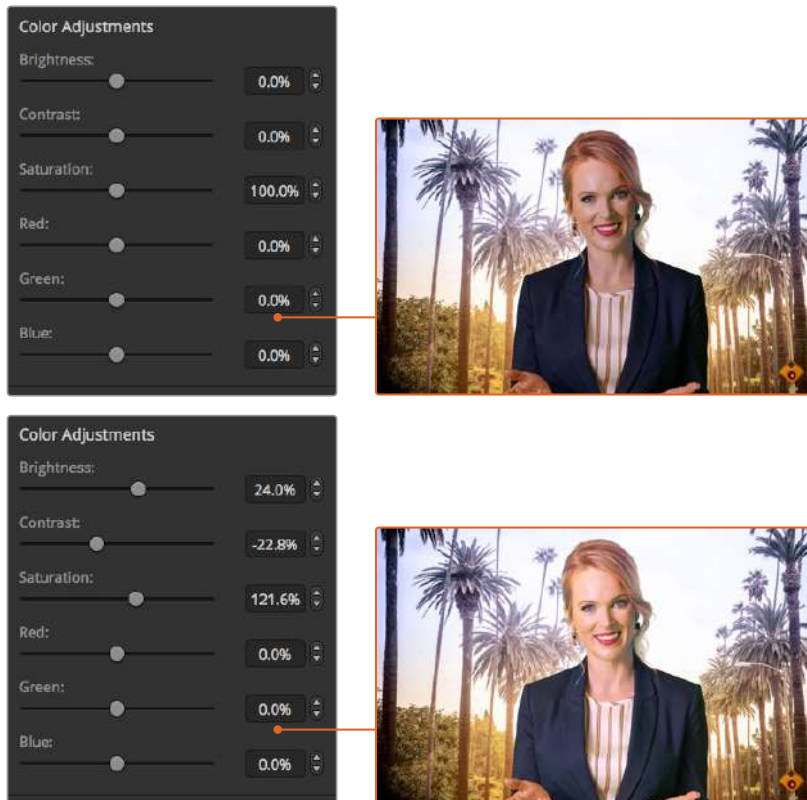 Color Adjustments
Brightness:
0.0%
Contrast:
0.0%
Saturation:
100.0%
Red:
0.0%
Green:
0.0%
Blue:
0.0%
Color Adjustments
Brightness:
24.0%
Contrast:
-22.8%
Saturation:
121.6%
Red:
0.0%
Green:
0.0%
Blue:
0.0%